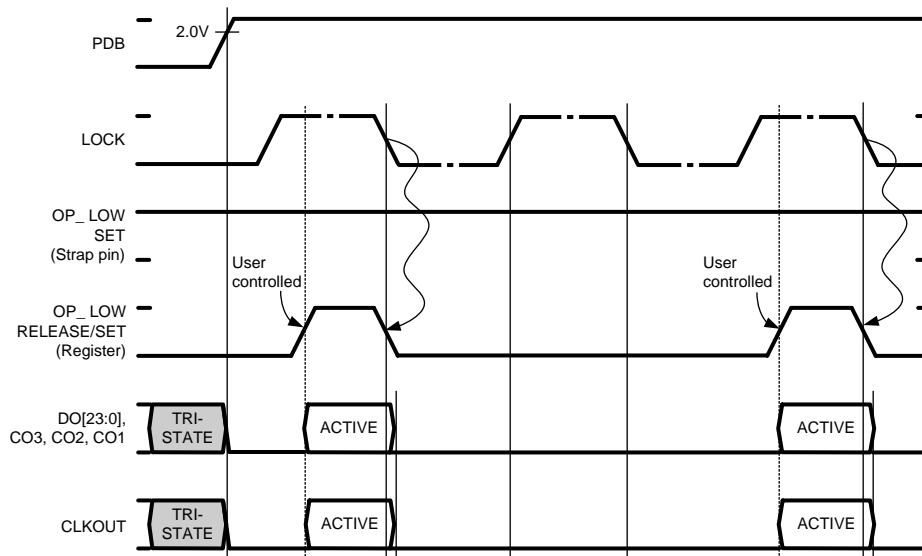 2.0V
PDB
LOCK
OP_ LOW
SET
(Strap pin)
User
controlled
User
controlled
OP_ LOW
RELEASE/SET
(Register)
DO[23:0],
CO3, CO2, CO1
TRI-
STATE
ACTIVE
ACTIVE
CLKOUT
TRI-
STATE
ACTIVE
ACTIVE